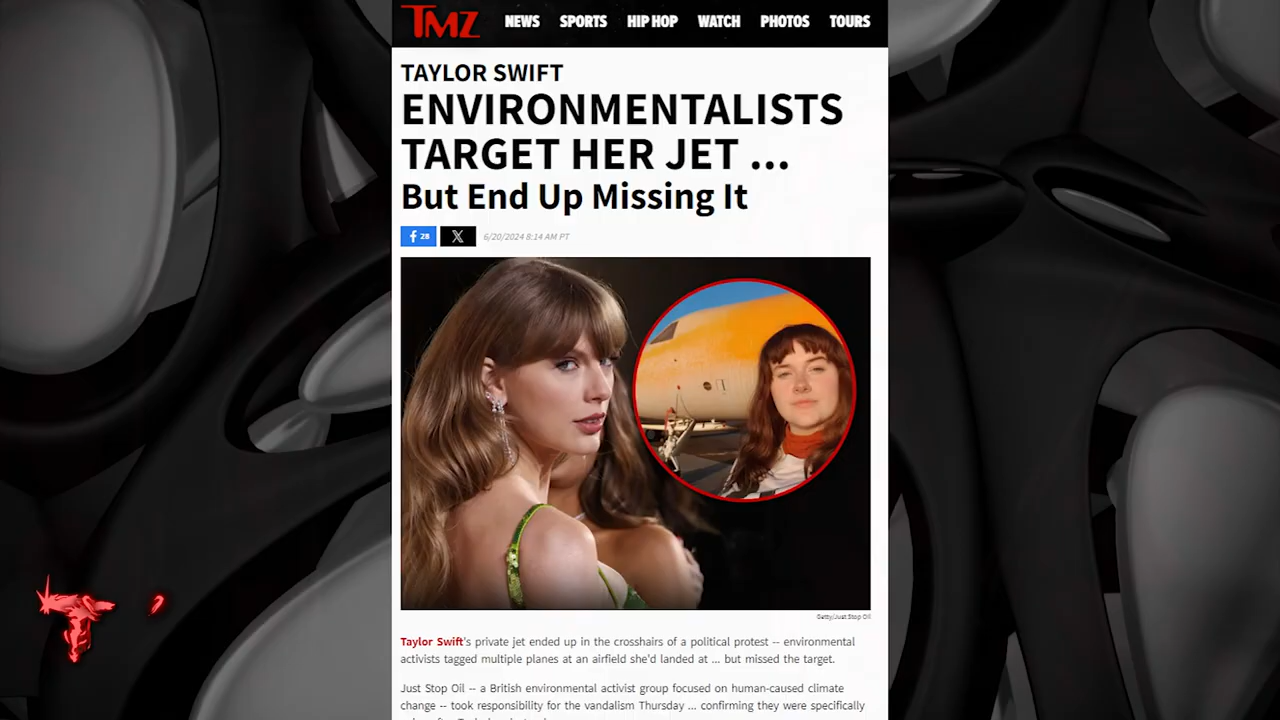 TMZ NEWS SPORTS HIP HOP WATCH PHOTOS TOURS
TAYLOR SWIFT
ENVIRONMENTALISTS
TARGET HER JET ...
But End Up Missing It
28 6/20/2024 8:14 AM PT
Getty/Just Stop Oil
Taylor Swift's private jet ended up in the crosshairs of a political protest -- environmental
activists tagged multiple planes at an airfield she'd landed at ... but missed the target.
Just Stop Oil -- a British environmental activist group focused on human-caused climate
change -- took responsibility for the vandalism Thursday ... confirming they were specifically